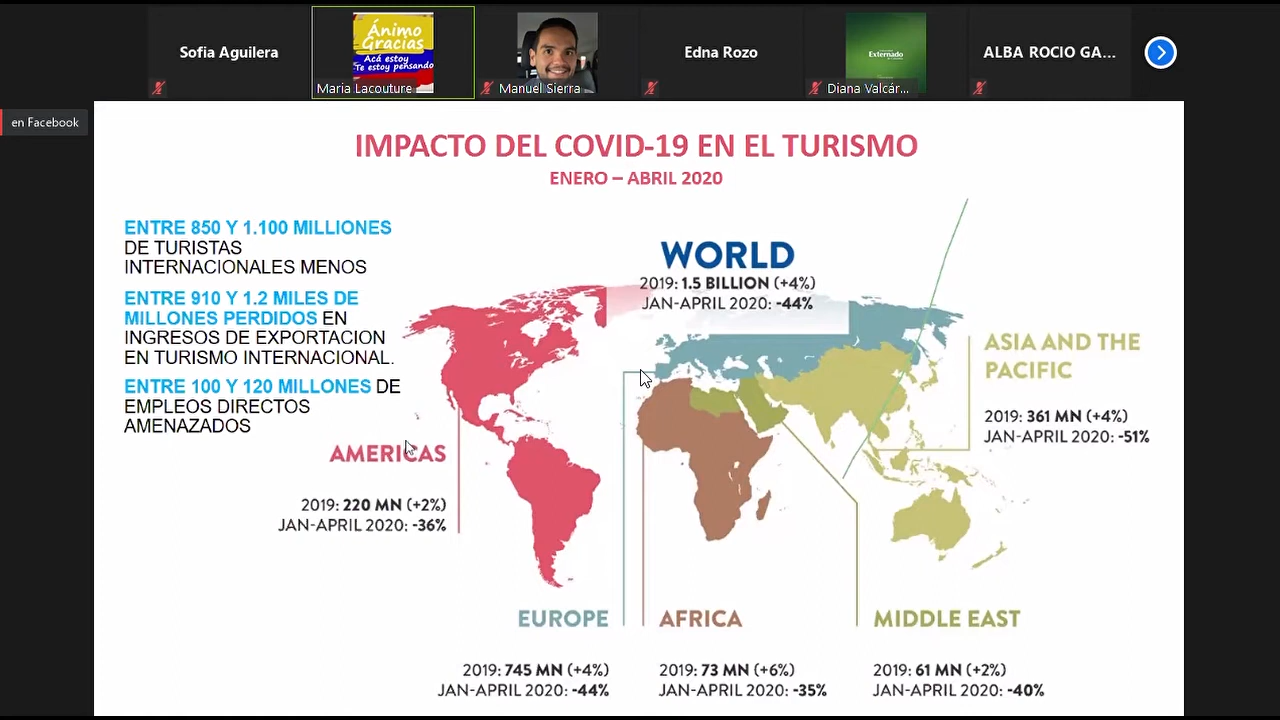 Sofia Aguilera
Ánimo
Gracias
Acá estoy
Te estoy pensando
Maria Lacouture
Manuel Sierra
Edna Rozo
Externado
Diana Valcár...
ALBA ROCIO GA...
en Facebook
IMPACTO DEL COVID-19 EN EL TURISMO
ENERO – ABRIL 2020
ENTRE 850 Y 1.100 MILLIONES
DE TURISTAS
INTERNACIONALES MENOS
ENTRE 910 Y 1.2 MILES DE
MILLONES PERDIDOS EN
INGRESOS DE EXPORTACION
EN TURISMO INTERNACIONAL.
ENTRE 100 Y 120 MILLONES DE
EMPLEOS DIRECTOS
AMENAZADOS
WORLD
2019: 1.5 BILLION (+4%)
JAN-APRIL 2020: -44%
ASIA AND THE
PACIFIC
2019: 361 MN (+4%)
JAN-APRIL 2020: -51%
AMERICAS
2019: 220 MN (+2%)
JAN-APRIL 2020: -36%
EUROPE
2019: 745 MN (+4%)
JAN-APRIL 2020: -44%
AFRICA
2019: 73 MN (+6%)
JAN-APRIL 2020: -35%
MIDDLE EAST
2019: 61 MN (+2%)
JAN-APRIL 2020: -40%